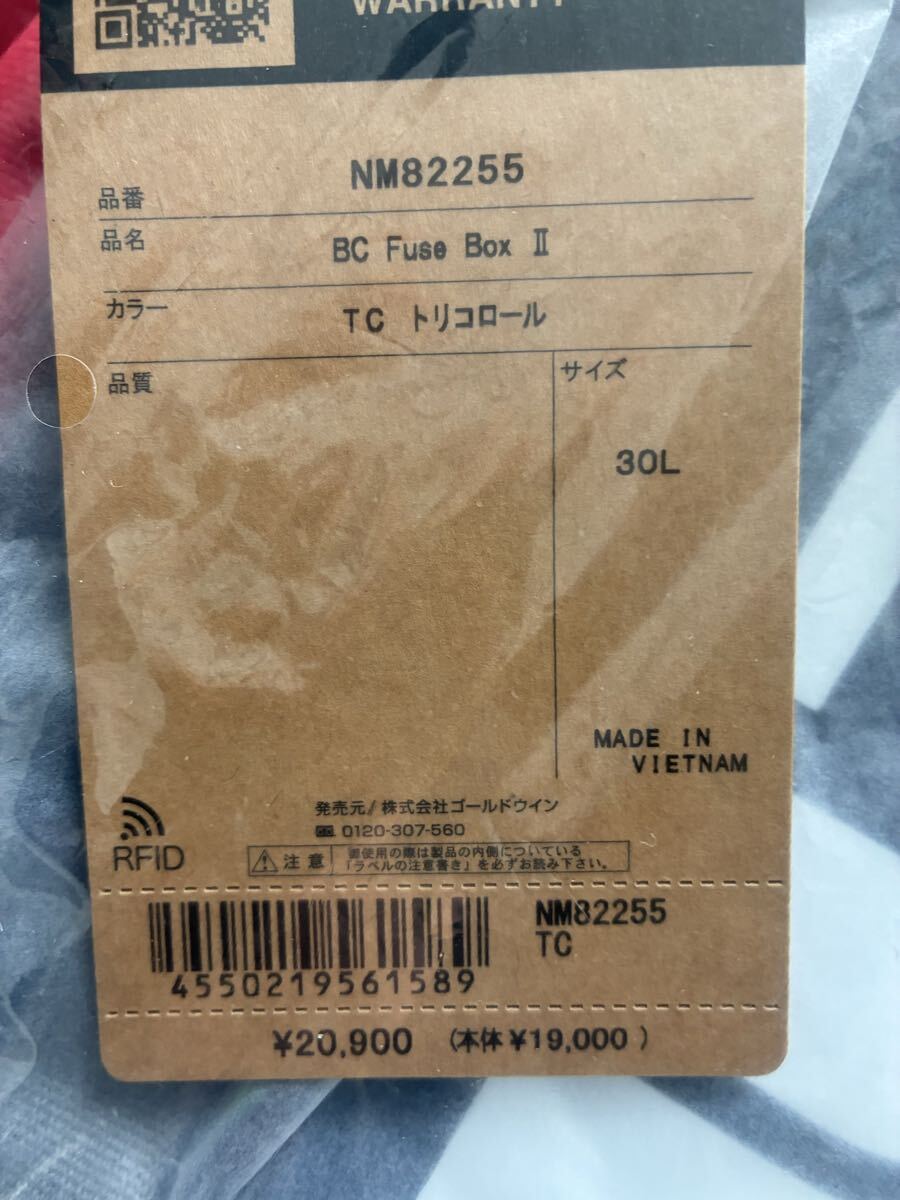 WARRANTY
品番 NM82255
品名 BC Fuse Box Ⅱ
カラー TC トリコロール
品質
サイズ
30L
MADE IN
VIETNAM
発売元/株式会社ゴールドウイン
0120-307-560
RFID
注意
御使用の際は製品の内側についている
「ラベルの注意書き」を必ずお読み下さい。
NM82255
TC
4550219561589
¥20,900 (本体¥19,000)